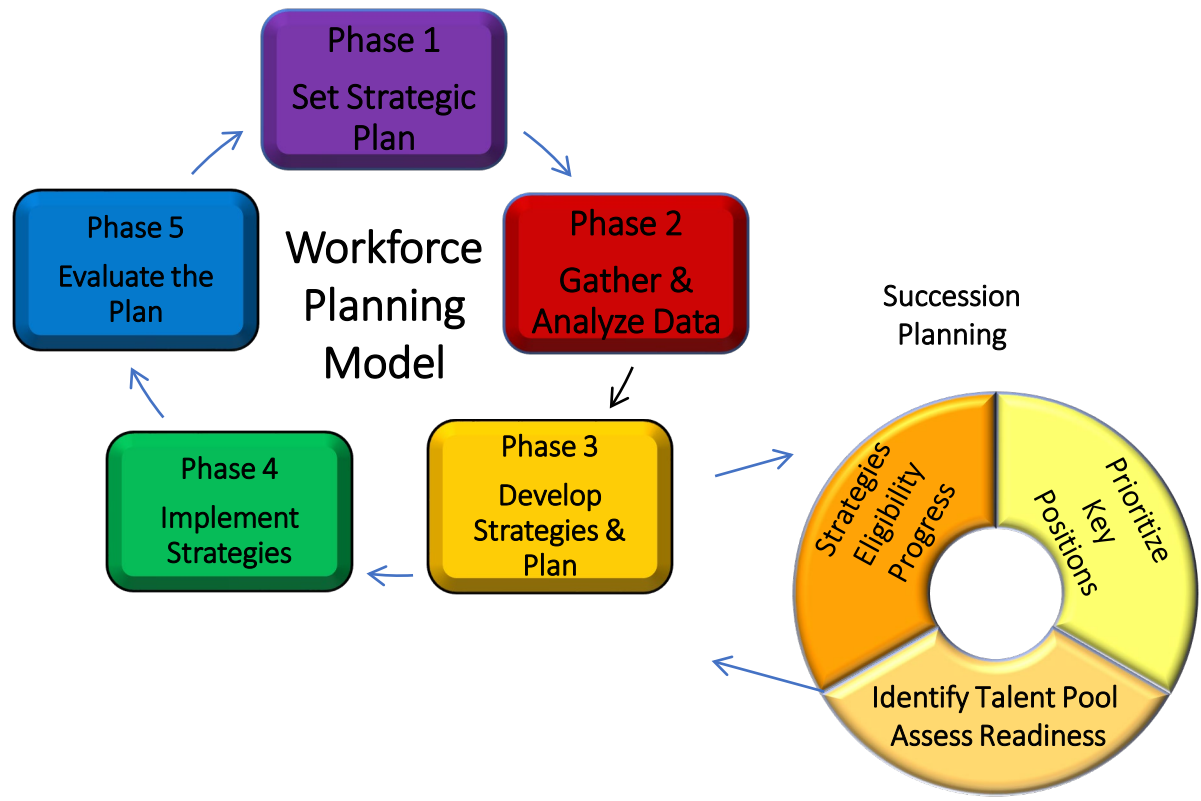 Phase 1
Set Strategic
Plan
Phase 2
Gather &
Analyze Data
Phase 3
Develop
Strategies &
Plan
Phase 4
Implement
Strategies
Phase 5
Evaluate the
Plan
Workforce
Planning
Model
Succession
Planning
Prioritize
Key
Positions
Identify Talent Pool
Assess Readiness
Strategies
Eligibility
Progress